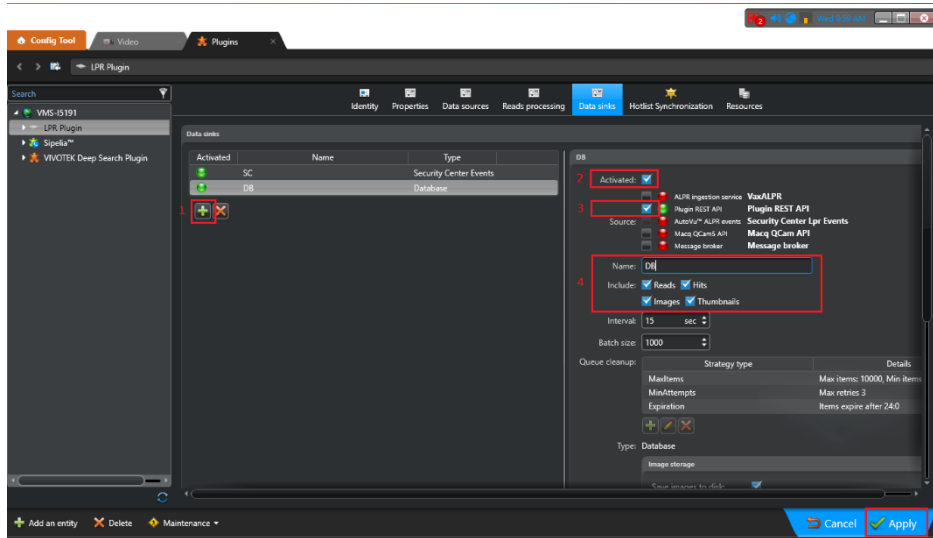 2 Wed 9:59 AM
Config Tool Video Plugins
LPR Plugin
Search
Identity Properties Data sources Reads processing Data sinks Hotlist Synchronization Resources
VMS-I5191
LPR Plugin
Sipelia™
VIVOTEK Deep Search Plugin
Data sinks
Activated Name Type
SC Security Center Events
DB Database
1
DB
2 Activated:
3 Source:
ALPR ingestion service VaxALPR
Plugin REST API Plugin REST API
AutoVu™ ALPR events Security Center Lpr Events
Macq QCamS API Macq QCam API
Message broker Message broker
4
Name: DB
Include: Reads Hits
Images Thumbnails
Interval: 15 sec
Batch size: 1000
Queue cleanup: Strategy type Details
MaxItems Max items: 10000, Min items
MinAttempts Max retries 3
Expiration Items expire after 24:0
Type: Database
Image storage
Save images to disk:
Add an entity Delete Maintenance Cancel Apply